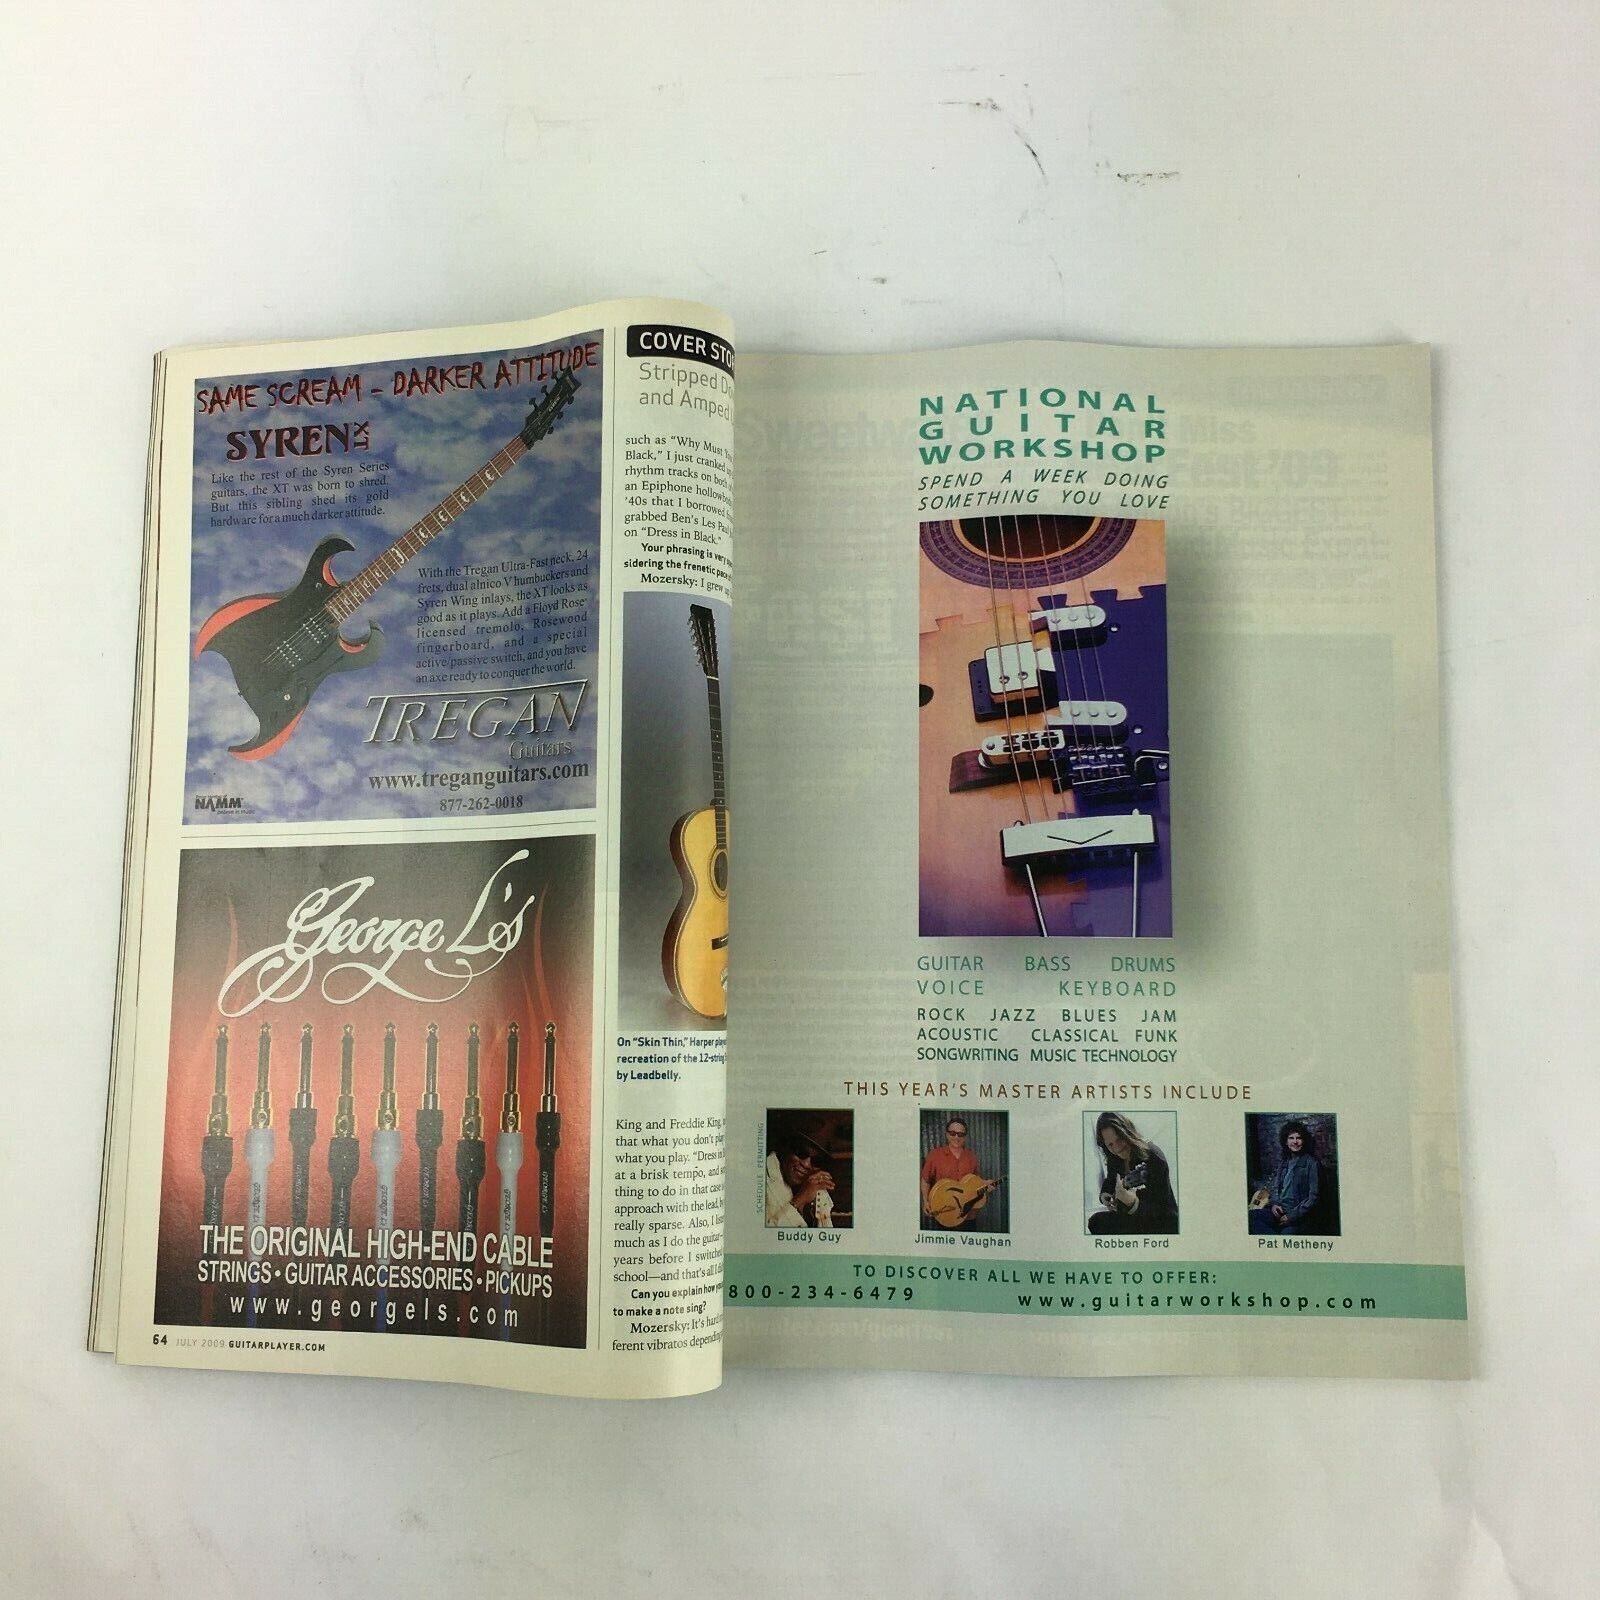 SAME SCREAM - DARKER ATTITUDE
SYREN XT
Like the rest of the Syren Series
guitars, the XT was born to shred.
But this sibling shed its gold
hardware for a much darker attitude.
With the Tregan Ultra-Fast neck, 24
frets, dual alnico V humbuckers and
Syren Wing inlays, the XT looks as
good as it plays. Add a Floyd Rose
licensed tremolo, Rosewood
fingerboard, and a special
active/passive switch, and you have
an axe ready to conquer the world.
TREGAN
Guitars
www.treganguitars.com
877-262-0018
NAMM
believe in music
George L's
THE ORIGINAL HIGH-END CABLE
STRINGS • GUITAR ACCESSORIES • PICKUPS
www.georgels.com
64 JULY 2009 GUITARPLAYER.COM
COVER STO
Stripped Do
and Amped
such as "Why Must You
Black," I just cranked
rhythm tracks on both
an Epiphone hollowbody
'40s that I borrowed
grabbed Ben's Les Paul
on "Dress in Black."
Your phrasing is very
sidering the frenetic pace
Mozersky: I grew up
On "Skin Thin," Harper
recreation of the 12-string
by Leadbelly.
King and Freddie King,
that what you don't play
what you play. "Dress in
at a brisk tempo, and
thing to do in that case
approach with the lead,
really sparse. Also, I
much as I do the guitar—
years before I switched
school—and that's all I
Can you explain how
to make a note sing?
Mozersky: It's hard
ferent vibratos depending
NATIONAL
GUITAR
WORKSHOP
SPEND A WEEK DOING
SOMETHING YOU LOVE
GUITAR BASS DRUMS
VOICE KEYBOARD
ROCK JAZZ BLUES JAM
ACOUSTIC CLASSICAL FUNK
SONGWRITING MUSIC TECHNOLOGY
THIS YEAR'S MASTER ARTISTS INCLUDE
SCHEDULE PERMITTING
Buddy Guy
Jimmie Vaughan
Robben Ford
Pat Metheny
TO DISCOVER ALL WE HAVE TO OFFER:
800-234-6479
www.guitarworkshop.com